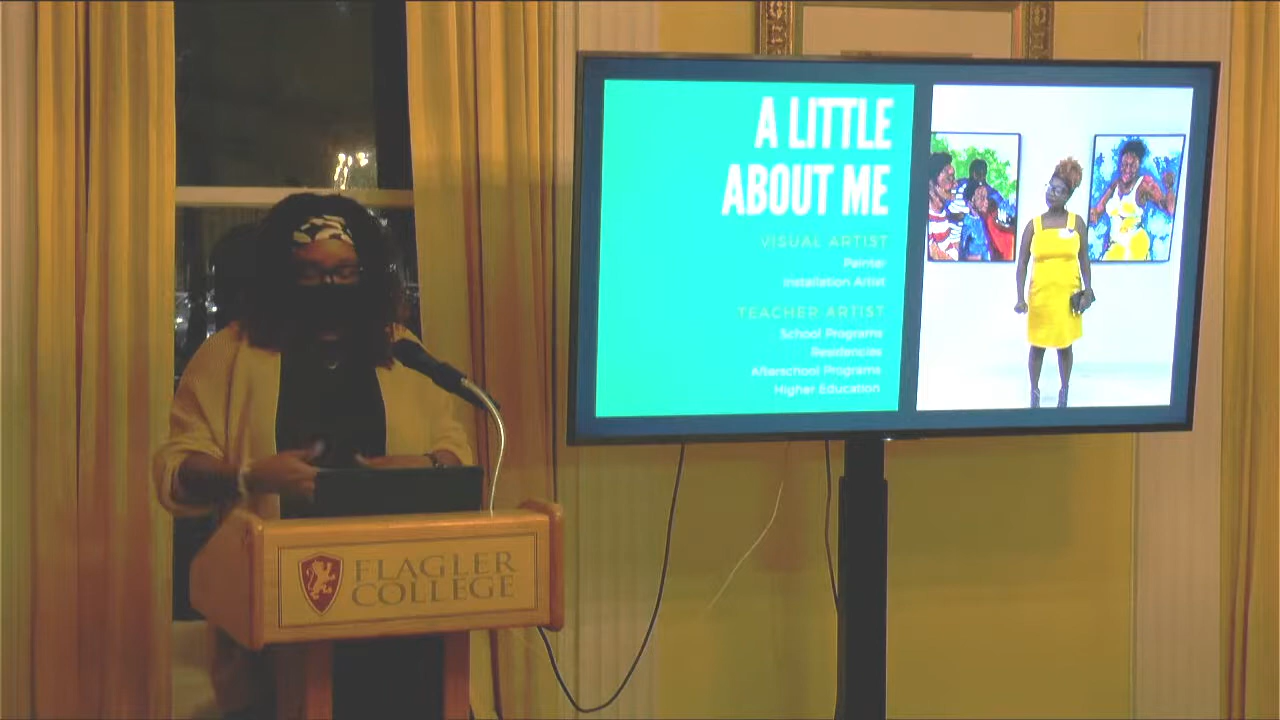 A LITTLE
ABOUT ME
VISUAL ARTIST
Painter
Installation Artist
TEACHER ARTIST
School Programs
Residencies
Afterschool Programs
Higher Education
FLAGLER
COLLEGE